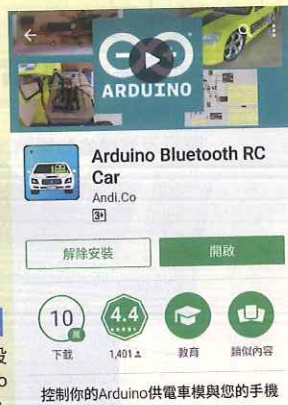 ARDUINO
Arduino Bluetooth RC
Car
Andi.Co
3+
解除安裝
開啟
10
萬
下載
4.4
1,401
教育
類似內容
控制你的Arduino供電車模與您的手機